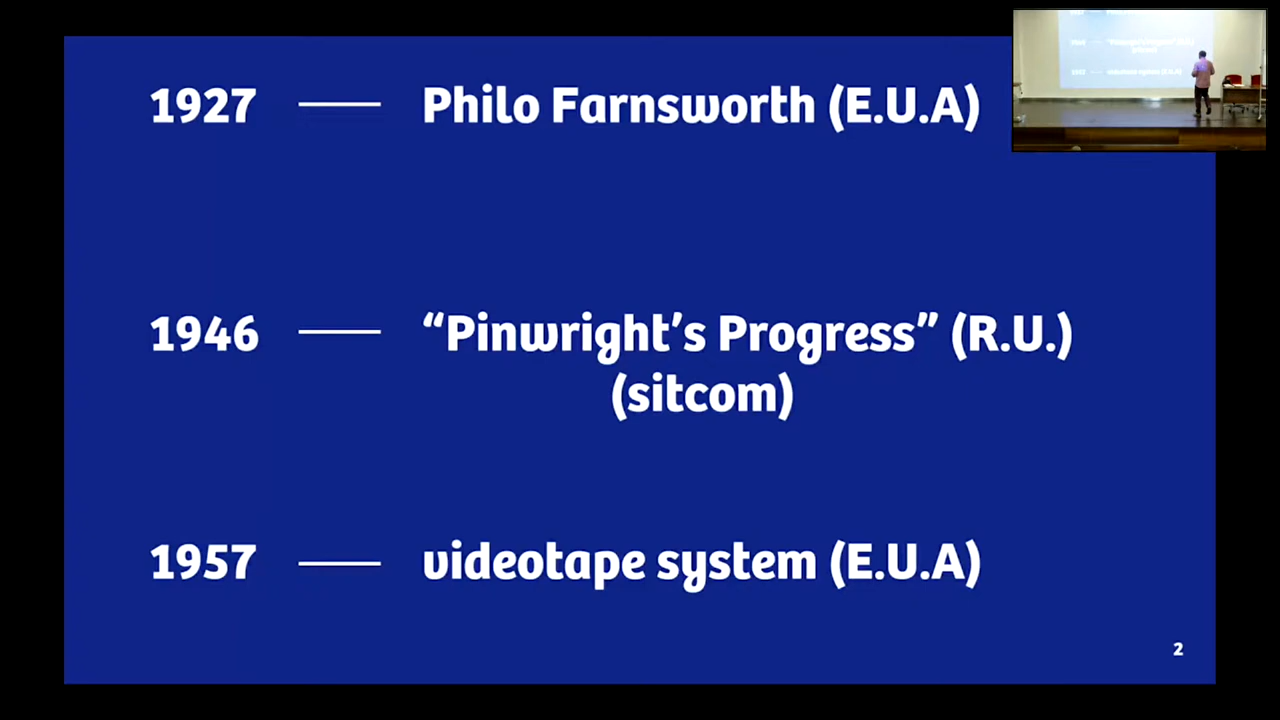 1927 — Philo Farnsworth (E.U.A)
1946 — “Pinwright’s Progress” (R.U.)
(sitcom)
1957 — videotape system (E.U.A)
2